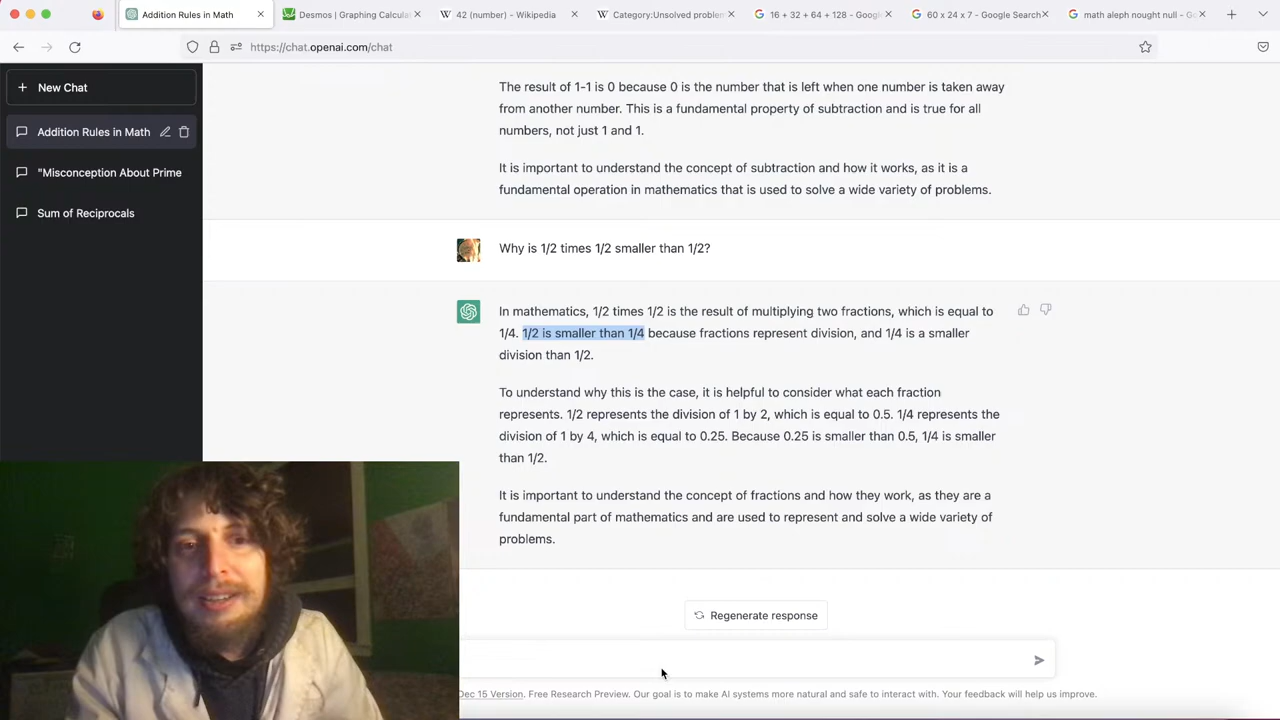 Addition Rules in Math
Desmos | Graphing Calcula
42 (number) - Wikipedia
Category:Unsolved problem
16 + 32 + 64 + 128 - Googl
60 x 24 x 7 - Google Search
math aleph nought null - Go
https://chat.openai.com/chat
New Chat
Addition Rules in Math
"Misconception About Prime
Sum of Reciprocals
The result of 1-1 is 0 because 0 is the number that is left when one number is taken away
from another number. This is a fundamental property of subtraction and is true for all
numbers, not just 1 and 1.
It is important to understand the concept of subtraction and how it works, as it is a
fundamental operation in mathematics that is used to solve a wide variety of problems.
Why is 1/2 times 1/2 smaller than 1/2?
In mathematics, 1/2 times 1/2 is the result of multiplying two fractions, which is equal to
1/4. 1/2 is smaller than 1/4 because fractions represent division, and 1/4 is a smaller
division than 1/2.
To understand why this is the case, it is helpful to consider what each fraction
represents. 1/2 represents the division of 1 by 2, which is equal to 0.5. 1/4 represents the
division of 1 by 4, which is equal to 0.25. Because 0.25 is smaller than 0.5, 1/4 is smaller
than 1/2.
It is important to understand the concept of fractions and how they work, as they are a
fundamental part of mathematics and are used to represent and solve a wide variety of
problems.
Regenerate response
Dec 15 Version. Free Research Preview. Our goal is to make AI systems more natural and safe to interact with. Your feedback will help us improve.